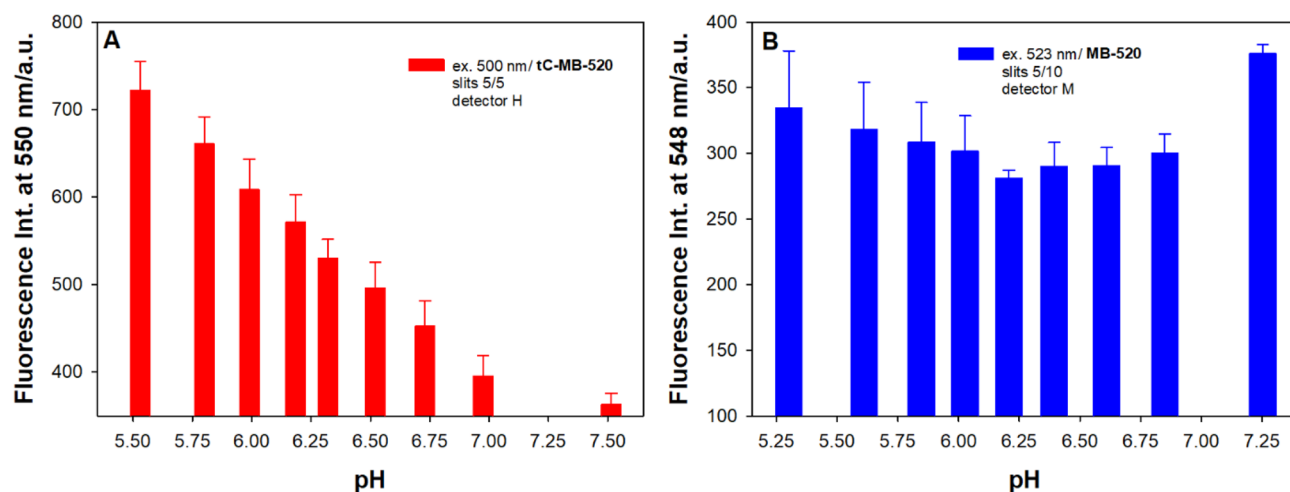 A
ex. 500 nm/ tC-MB-520
slits 5/5
detector H
Fluorescence Int. at 550 nm/a.u.
800
700
600
500
400
5.50 5.75 6.00 6.25 6.50 6.75 7.00 7.25 7.50
pH
B
ex. 523 nm/ MB-520
slits 5/10
detector M
Fluorescence Int. at 548 nm/a.u.
400
350
300
250
200
150
100
5.25 5.50 5.75 6.00 6.25 6.50 6.75 7.00 7.25
pH